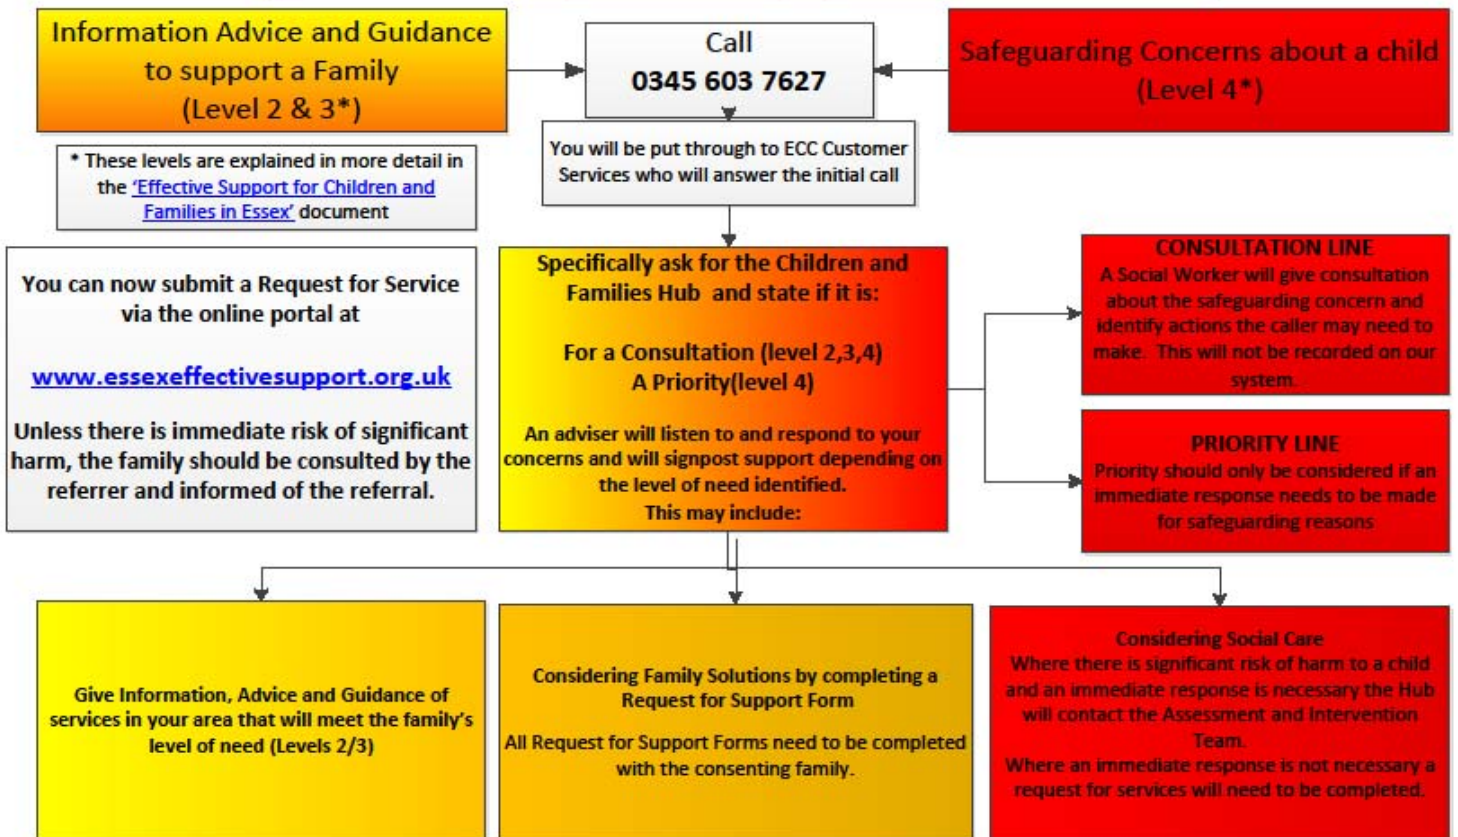 Information Advice and Guidance
to support a Family
(Level 2 & 3*)
Call
0345 603 7627
Safeguarding Concerns about a child
(Level 4*)
* These levels are explained in more detail in
the 'Effective Support for Children and
Families in Essex' document
You will be put through to ECC Customer
Services who will answer the initial call
You can now submit a Request for Service
via the online portal at
www.essexeffectivesupport.org.uk
Unless there is immediate risk of significant
harm, the family should be consulted by the
referrer and informed of the referral.
Specifically ask for the Children and
Families Hub and state if it is:
For a Consultation (level 2,3,4)
A Priority(level 4)
An adviser will listen to and respond to your
concerns and will signpost support depending on
the level of need identified.
This may include:
CONSULTATION LINE
A Social Worker will give consultation
about the safeguarding concern and
identify actions the caller may need to
make. This will not be recorded on our
system.
PRIORITY LINE
Priority should only be considered if an
immediate response needs to be made
for safeguarding reasons
Give Information, Advice and Guidance of
services in your area that will meet the family's
level of need (Levels 2/3)
Considering Family Solutions by completing a
Request for Support Form
All Request for Support Forms need to be completed
with the consenting family.
Considering Social Care
Where there is significant risk of harm to a child
and an immediate response is necessary the Hub
will contact the Assessment and Intervention
Team.
Where an immediate response is not necessary a
request for services will need to be completed.